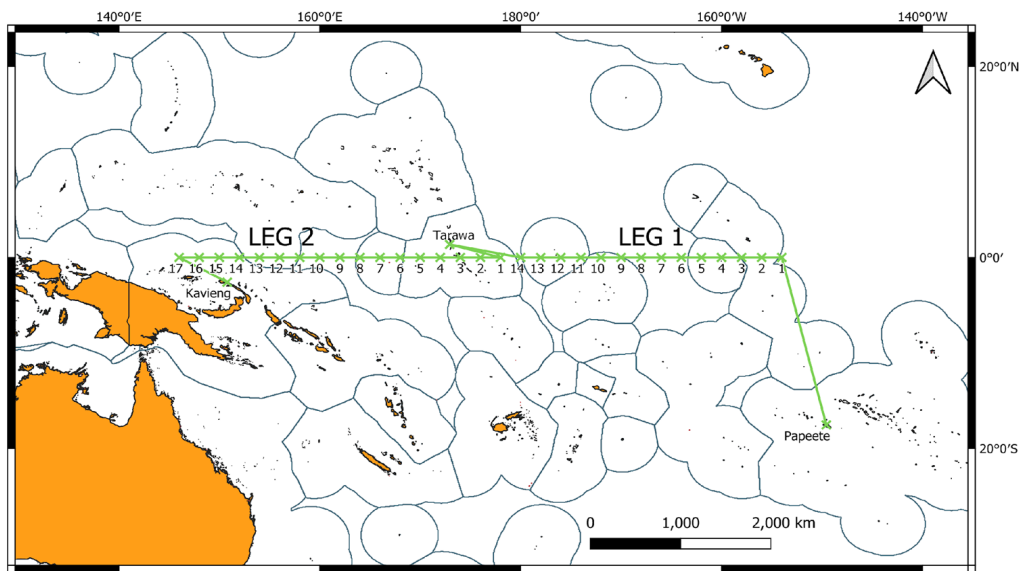 140°0'E 160°0'E 180°0' 160°0'W 140°0'W
20°0'N
LEG 2 Tarawa LEG 1
0°0'
17 16 15 14 13 12 11 10 9 8 7 6 5 4 3 2 1 14 13 12 11 10 9 8 7 6 5 4 3 2 1
Kavieng
Papeete
20°0'S
0 1,000 2,000 km